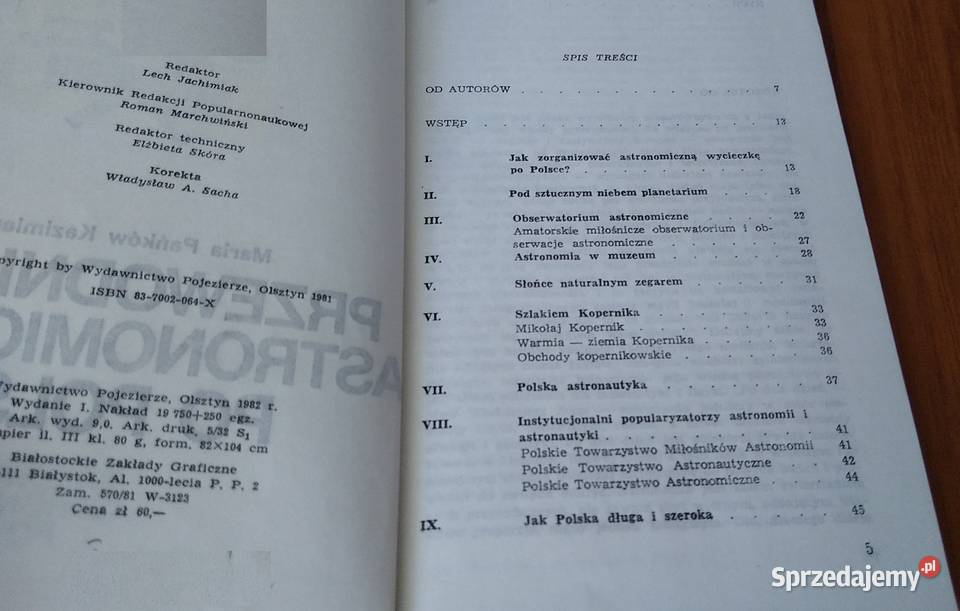 Redaktor
Lech Jachimiak
Kierownik Redakcji Popularnonaukowej
Roman Marchwiński
Redaktor techniczny
Elżbieta Skóra
Korekta
Władysław A. Sacha
Maria Pańków Kazimierz
PRZEWODNI
ASTRONOMICZ
opyright by Wydawnictwo Pojezierze, Olsztyn 1981
ISBN 83-7002-064-X
Wydawnictwo Pojezierze, Olsztyn 1982 r.
Wydanie I. Nakład 19 750+250 egz.
Ark. wyd. 9,0. Ark. druk. 5/32 S1
apier il. III kl. 80 g, form. 82×104 cm
Białostockie Zakłady Graficzne
-111 Białystok, Al. 1000-lecia P. P. 2
Zam. 570/81 W-3123
Cena zł 60,—
SPIS TREŚCI
OD AUTORÓW . . . . . . . . . . . 7
WSTĘP . . . . . . . . . . . . 13
I. Jak zorganizować astronomiczną wycieczkę
po Polsce? . . . . . . . . . 13
II. Pod sztucznym niebem planetarium . . . 18
III. Obserwatorium astronomiczne . . . . 22
Amatorskie miłośnicze obserwatorium i ob-
serwacje astronomiczne . . . . . 27
IV. Astronomia w muzeum . . . . . 28
V. Słońce naturalnym zegarem . . . . 31
VI. Szlakiem Kopernika . . . . . . 33
Mikołaj Kopernik . . . . . . 33
Warmia — ziemia Kopernika . . . . 36
Obchody kopernikowskie . . . . . 36
VII. Polska astronautyka . . . . . . 37
VIII. Instytucjonalni popularyzatorzy astronomii i
astronautyki . . . . . . . . . 41
Polskie Towarzystwo Miłośników Astronomii 41
Polskie Towarzystwo Astronautyczne . . 42
Polskie Towarzystwo Astronomiczne . . . 44
IX. Jak Polska długa i szeroka . . . . . 45
5
Sprzedajemy.pl